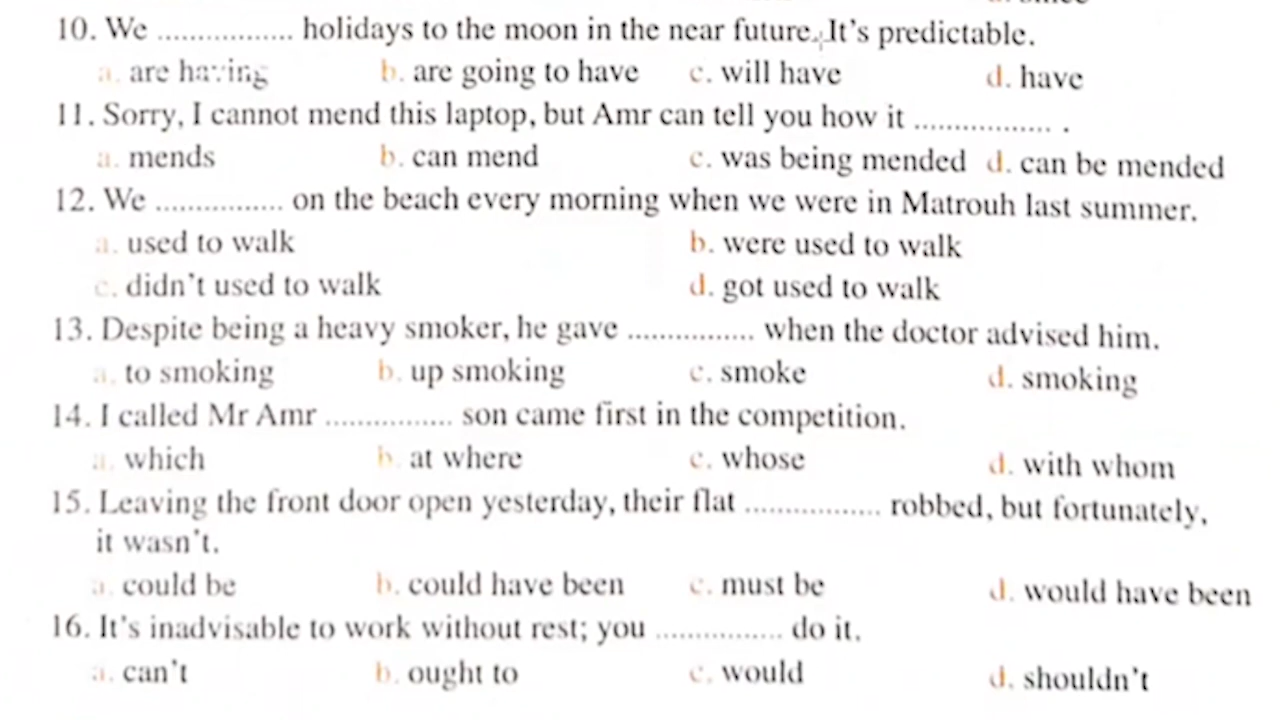 10. We ................. holidays to the moon in the near future. It's predictable.
a. are having b. are going to have c. will have d. have
11. Sorry, I cannot mend this laptop, but Amr can tell you how it ................. .
a. mends b. can mend c. was being mended d. can be mended
12. We ................ on the beach every morning when we were in Matrouh last summer.
a. used to walk b. were used to walk
c. didn't used to walk d. got used to walk
13. Despite being a heavy smoker, he gave ................ when the doctor advised him.
a. to smoking b. up smoking c. smoke d. smoking
14. I called Mr Amr ................ son came first in the competition.
a. which b. at where c. whose d. with whom
15. Leaving the front door open yesterday, their flat ................. robbed, but fortunately,
it wasn't.
a. could be b. could have been c. must be d. would have been
16. It's inadvisable to work without rest; you ................ do it.
a. can't b. ought to c. would d. shouldn't